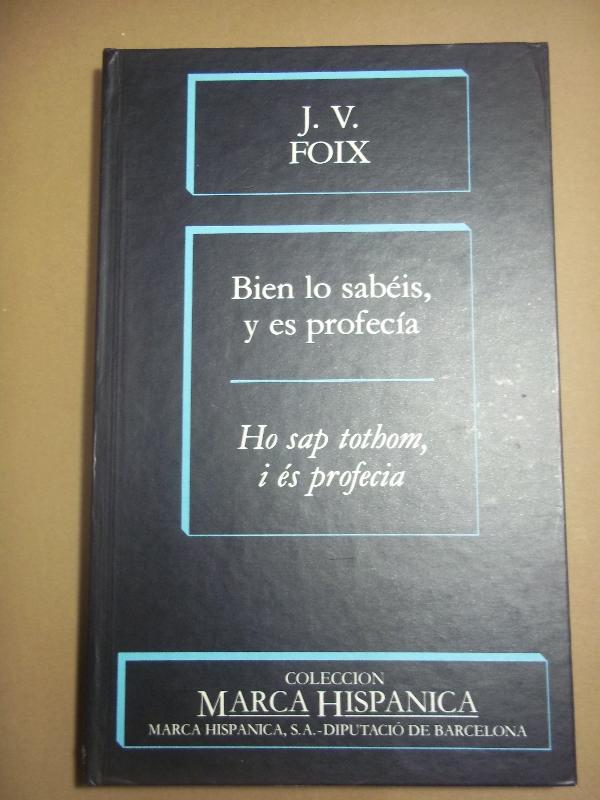 J. V.
FOIX
Bien lo sabéis,
y es profecía
Ho sap tothom,
i és profecia
COLECCION
MARCA HISPANICA
MARCA HISPANICA, S.A.-DIPUTACIÓ DE BARCELONA